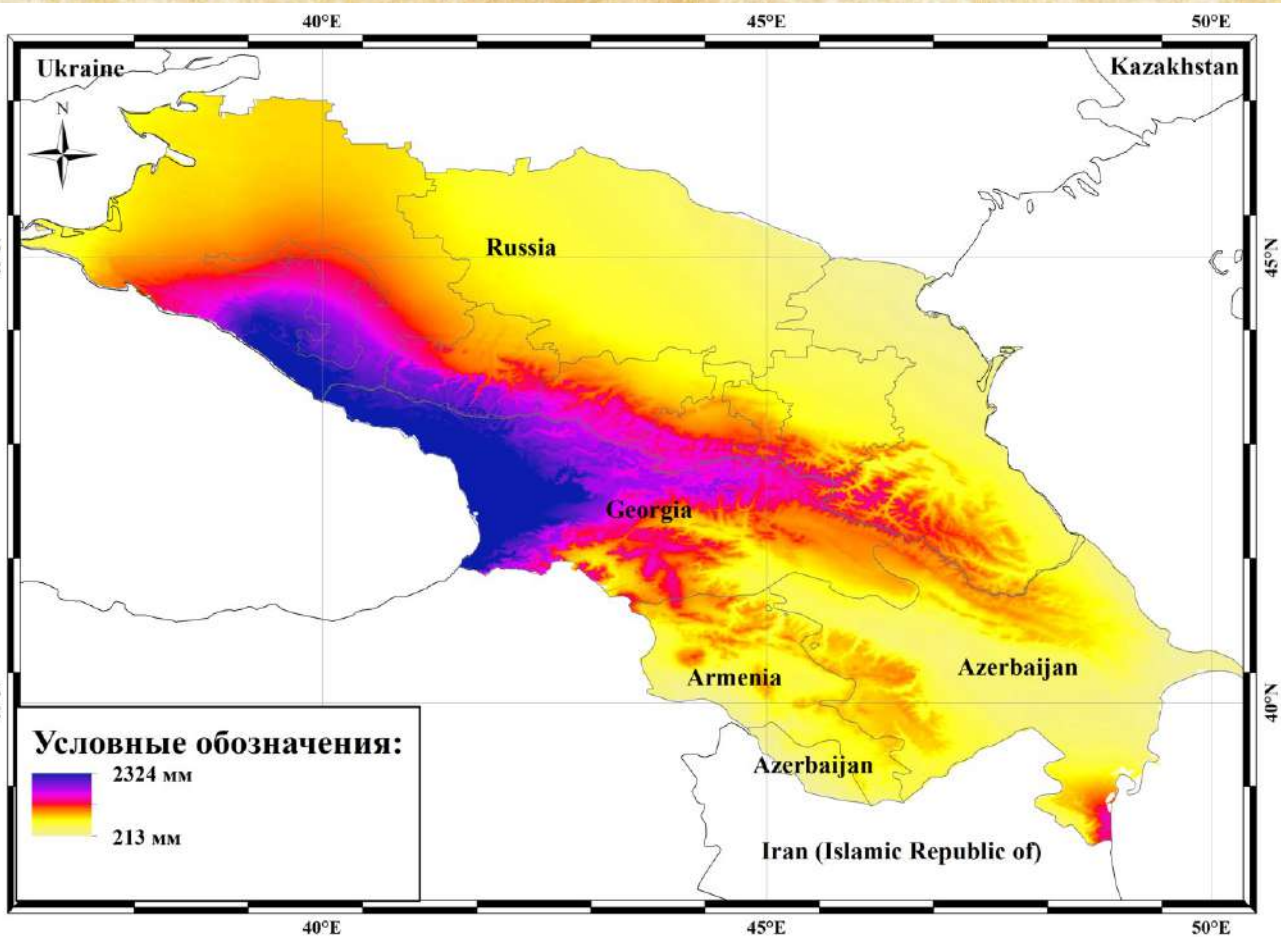 40°E 45°E 50°E
Ukraine Kazakhstan
N
Russia
45°N
Georgia
Azerbaijan
Armenia
40°N
Условные обозначения:
2324 мм
213 мм
Azerbaijan
Iran (Islamic Republic of)
40°E 45°E 50°E